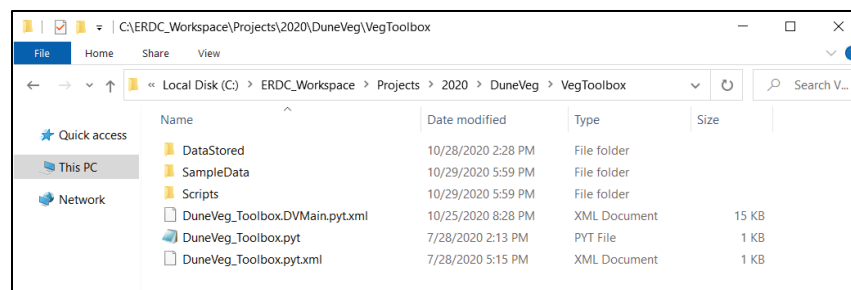 C:\ERDC_Workspace\Projects\2020\DuneVeg\VegToolbox
File Home Share View
« Local Disk (C:) > ERDC_Workspace > Projects > 2020 > DuneVeg > VegToolbox Search V...
Name Date modified Type Size
Quick access
DataStored 10/28/2020 2:28 PM File folder
This PC
SampleData 10/29/2020 5:59 PM File folder
Scripts 10/29/2020 5:59 PM File folder
Network
DuneVeg_Toolbox.DVMain.pyt.xml 10/25/2020 8:28 PM XML Document 15 KB
DuneVeg_Toolbox.pyt 7/28/2020 2:13 PM PYT File 1 KB
DuneVeg_Toolbox.pyt.xml 7/28/2020 5:15 PM XML Document 1 KB